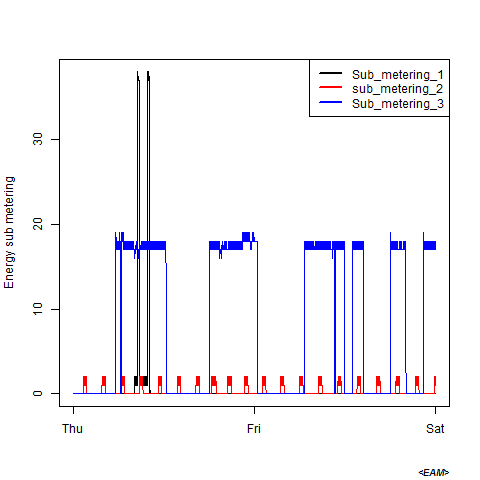 Sub_metering_1
sub_metering_2
Sub_metering_3
Energy sub metering
30
20
10
0
Thu Fri Sat
<EAM>